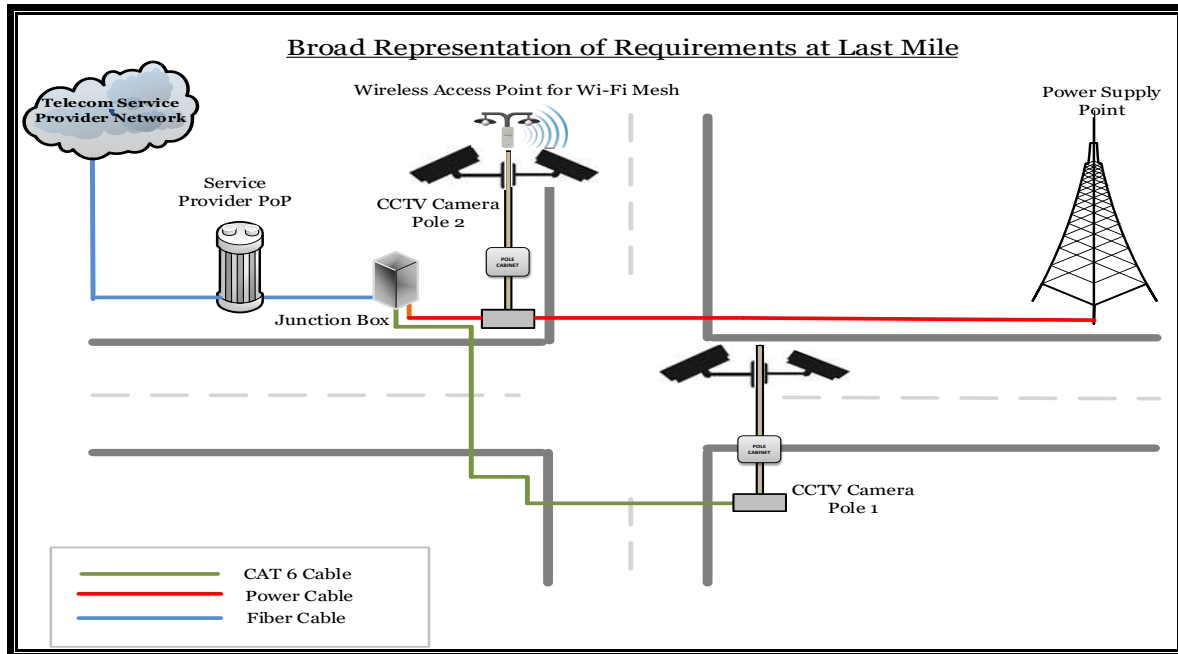 Broad Representation of Requirements at Last Mile
Telecom Service
Provider Network
Wireless Access Point for Wi-Fi Mesh
Power Supply
Point
Service
Provider PoP
CCTV Camera
Pole 2
POLE
CABINET
Junction Box
POLE
CABINET
CCTV Camera
Pole 1
CAT 6 Cable
Power Cable
Fiber Cable